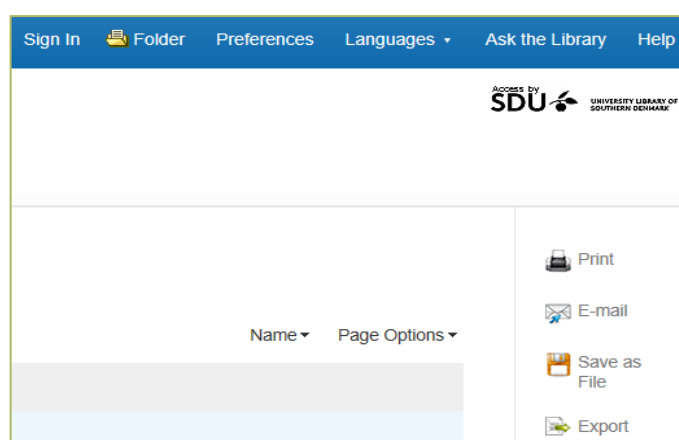 Sign In Folder Preferences Languages Ask the Library Help
Access by
SDU UNIVERSITY LIBRARY OF
SOUTHERN DENMARK
Print
E-mail
Name Page Options
Save as
File
Export